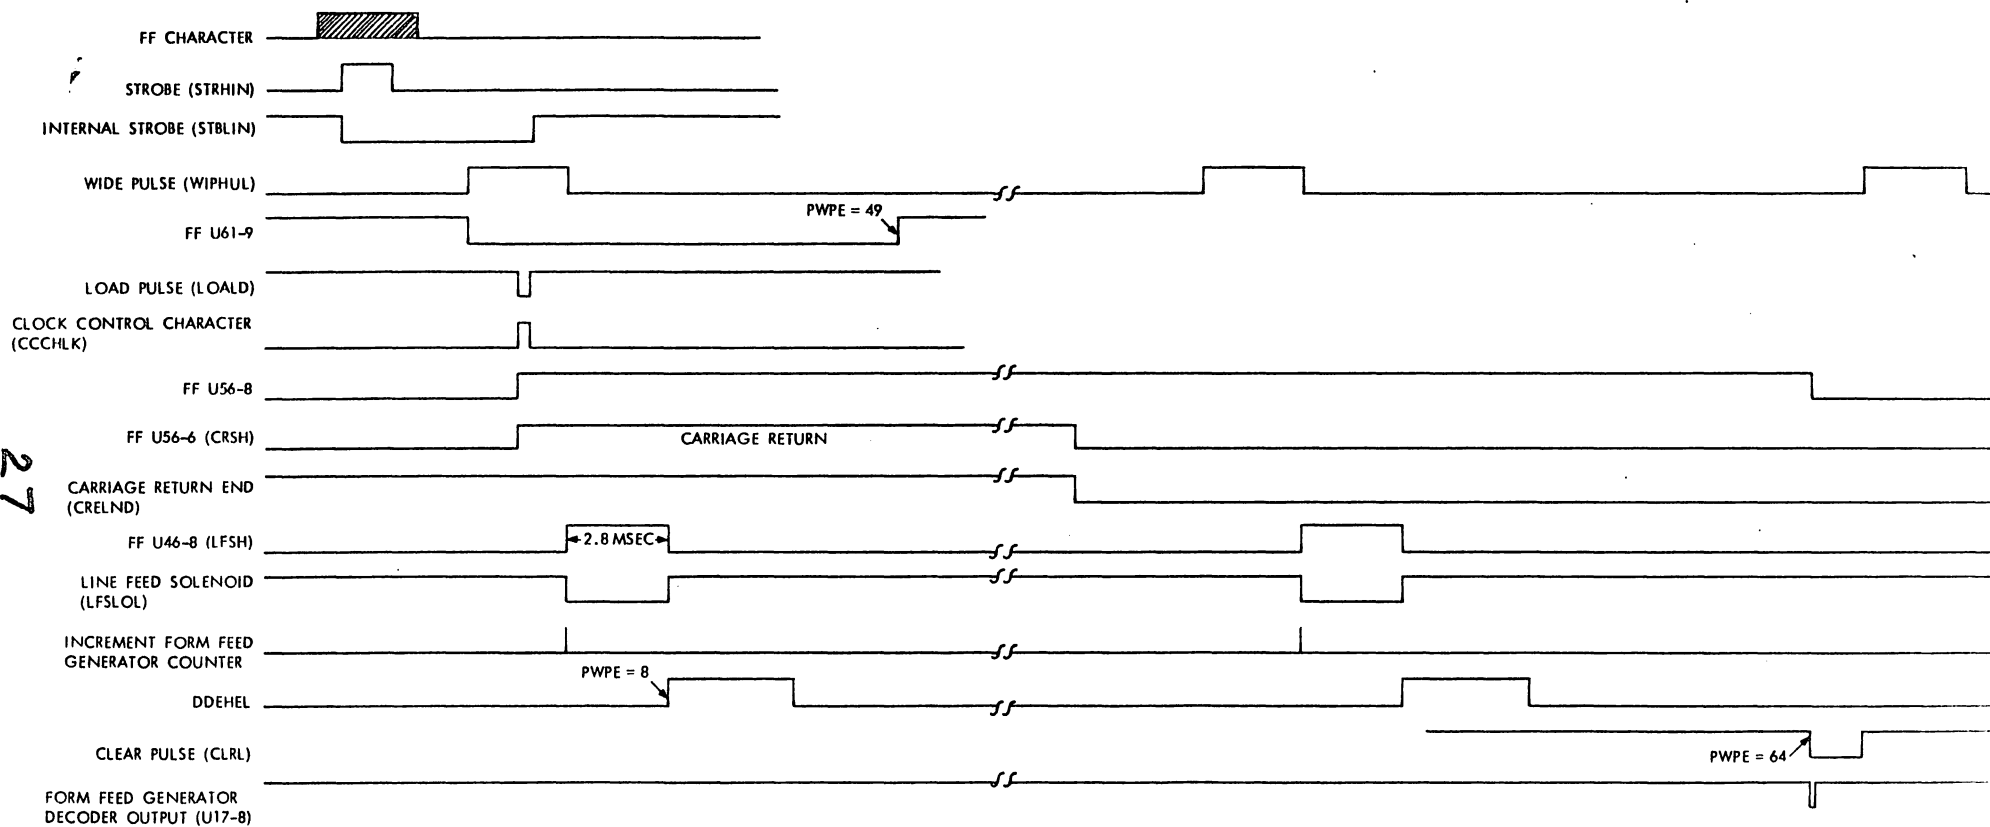 FF CHARACTER
STROBE (STRHIN)
INTERNAL STROBE (STBLIN)
WIDE PULSE (WIPHUL)
PWPE = 49
FF U61-9
LOAD PULSE (LOALD)
CLOCK CONTROL CHARACTER
(CCCHLK)
FF U56-8
FF U56-6 (CRSH)
CARRIAGE RETURN
27
CARRIAGE RETURN END
(CRELND)
FF U46-8 (LFSH)
2.8 MSEC
LINE FEED SOLENOID
(LFSLOL)
INCREMENT FORM FEED
GENERATOR COUNTER
PWPE = 8
DDEHEL
CLEAR PULSE (CLRL)
PWPE = 64
FORM FEED GENERATOR
DECODER OUTPUT (U17-8)